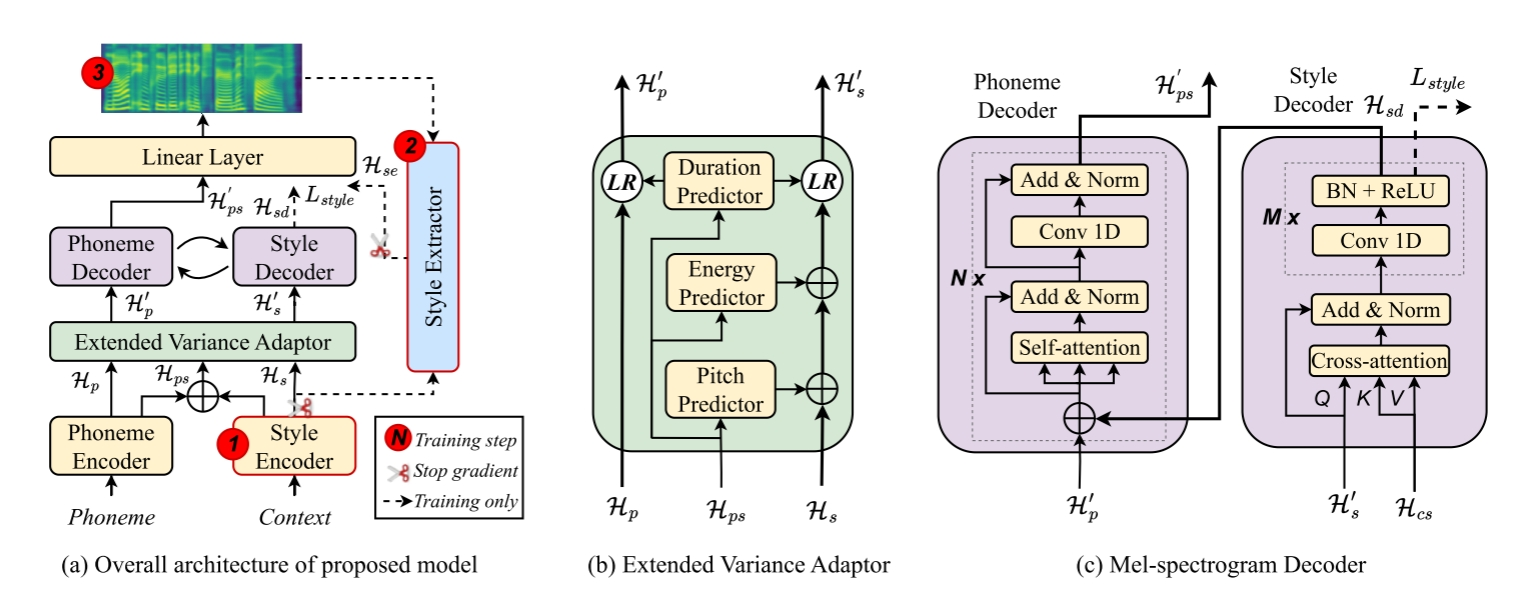 3
Linear Layer
2
Style Extractor
ℋse
Lstyle
ℋ′ps
ℋsd
Phoneme
Decoder
Style
Decoder
ℋ′p
ℋ′s
Extended Variance Adaptor
ℋp
ℋps
ℋs
Phoneme
Encoder
1
Style
Encoder
Phoneme
Context
N Training step
Stop gradient
Training only
(a) Overall architecture of proposed model
ℋ′p
ℋ′s
LR
Duration
Predictor
LR
Energy
Predictor
Pitch
Predictor
ℋp
ℋps
ℋs
(b) Extended Variance Adaptor
Phoneme
Decoder
ℋ′ps
Add & Norm
Conv 1D
N x
Add & Norm
Self-attention
ℋ′p
Style
Decoder
ℋsd
Lstyle
BN + ReLU
M x
Conv 1D
Add & Norm
Cross-attention
Q
K
V
ℋ′s
ℋcs
(c) Mel-spectrogram Decoder